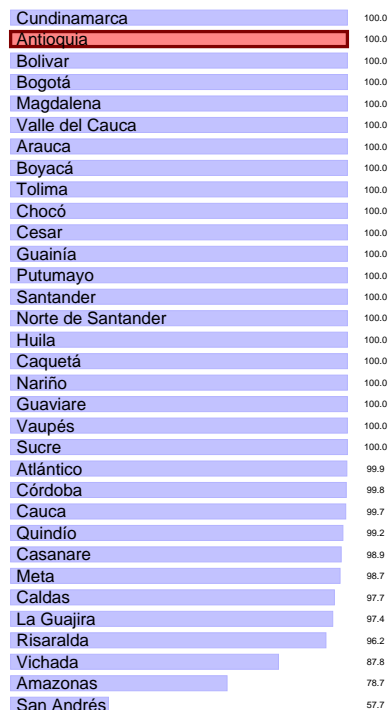 Cundinamarca 100.0
Antioquia 100.0
Bolivar 100.0
Bogotá 100.0
Magdalena 100.0
Valle del Cauca 100.0
Arauca 100.0
Boyacá 100.0
Tolima 100.0
Chocó 100.0
Cesar 100.0
Guainía 100.0
Putumayo 100.0
Santander 100.0
Norte de Santander 100.0
Huila 100.0
Caquetá 100.0
Nariño 100.0
Guaviare 100.0
Vaupés 100.0
Sucre 100.0
Atlántico 99.9
Córdoba 99.8
Cauca 99.7
Quindío 99.2
Casanare 98.9
Meta 98.7
Caldas 97.7
La Guajira 97.4
Risaralda 96.2
Vichada 87.8
Amazonas 78.7
San Andrés 57.7